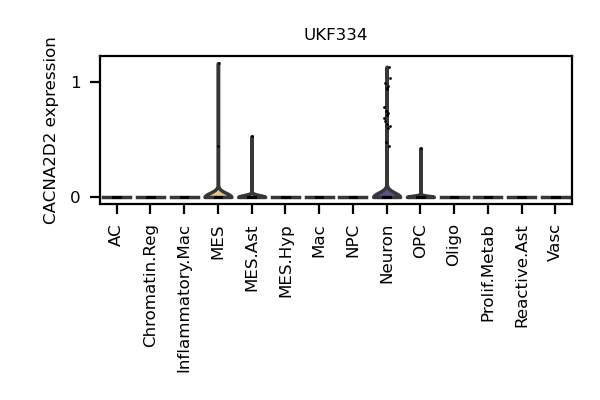 UKF334
CACNA2D2 expression
1
0
AC
Chromatin.Reg
Inflammatory.Mac
MES
MES.Ast
MES.Hyp
Mac
NPC
Neuron
OPC
Oligo
Prolif.Metab
Reactive.Ast
Vasc